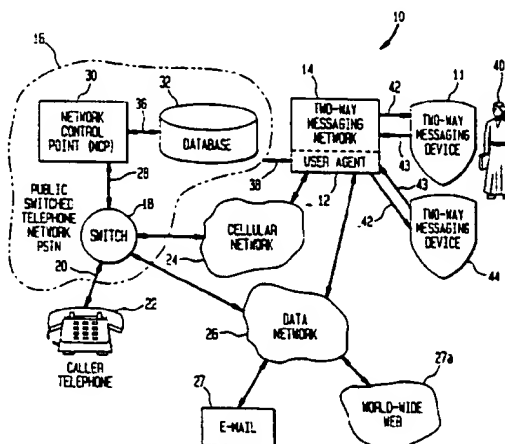 10
16
30
NETWORK
CONTROL
POINT (NCP)
36
32
DATABASE
14
TWO-WAY
MESSAGING
NETWORK
USER AGENT
12
42
43
11
TWO-WAY
MESSAGING
DEVICE
40
38
28
PUBLIC
SWITCHED
TELEPHONE
NETWORK
PSTN
18
SWITCH
20
22
CALLER
TELEPHONE
24
CELLULAR
NETWORK
43
42
TWO-WAY
MESSAGING
DEVICE
44
26
DATA
NETWORK
27
E-MAIL
27a
WORLD-WIDE
WEB